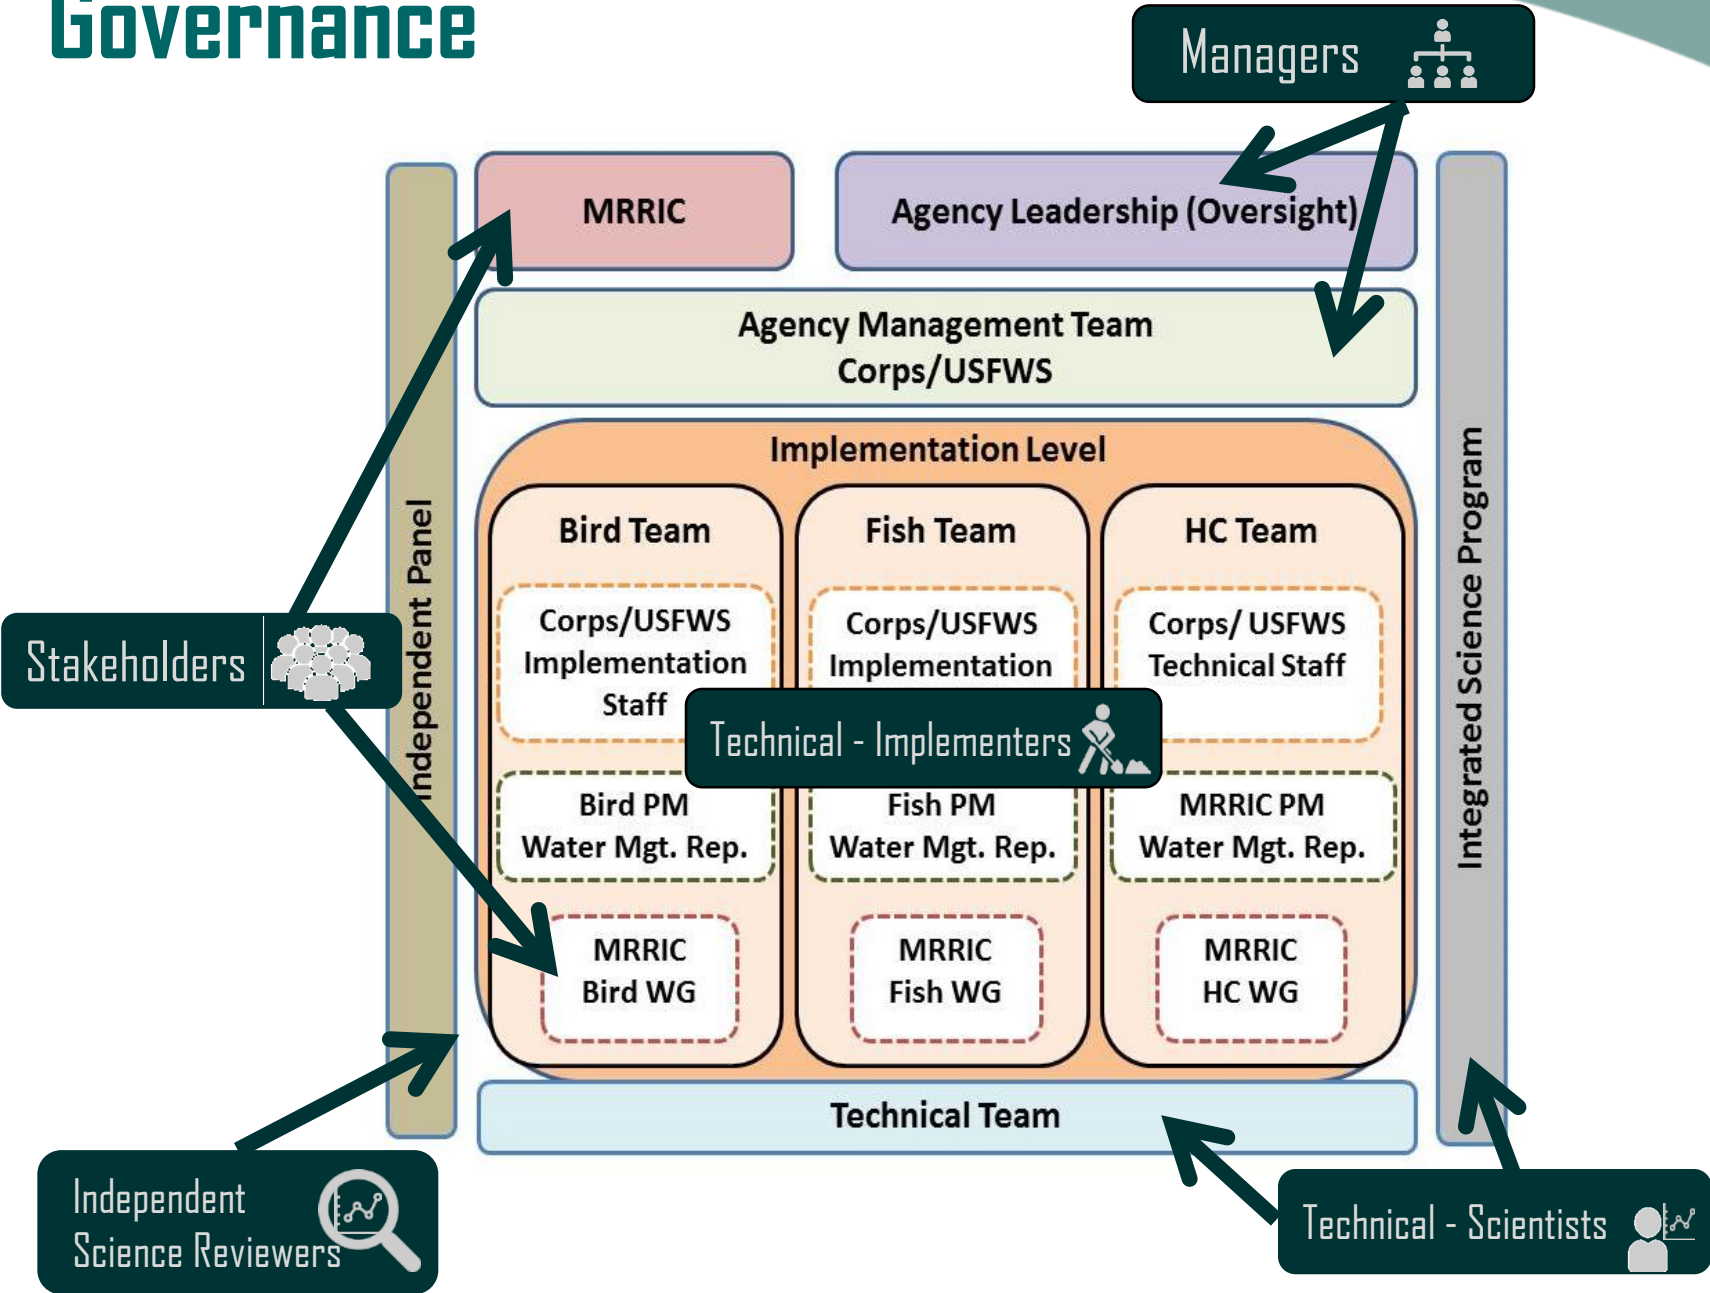 Governance
Managers
MRRIC
Agency Leadership (Oversight)
Agency Management Team
Corps/USFWS
Implementation Level
Bird Team
Corps/USFWS
Implementation
Staff
Bird PM
Water Mgt. Rep.
MRRIC
Bird WG
Fish Team
Corps/USFWS
Implementation
Fish PM
Water Mgt. Rep.
MRRIC
Fish WG
HC Team
Corps/ USFWS
Technical Staff
MRRIC PM
Water Mgt. Rep.
MRRIC
HC WG
Technical - Implementers
Technical Team
Independent Panel
Integrated Science Program
Stakeholders
Independent
Science Reviewers
Technical - Scientists